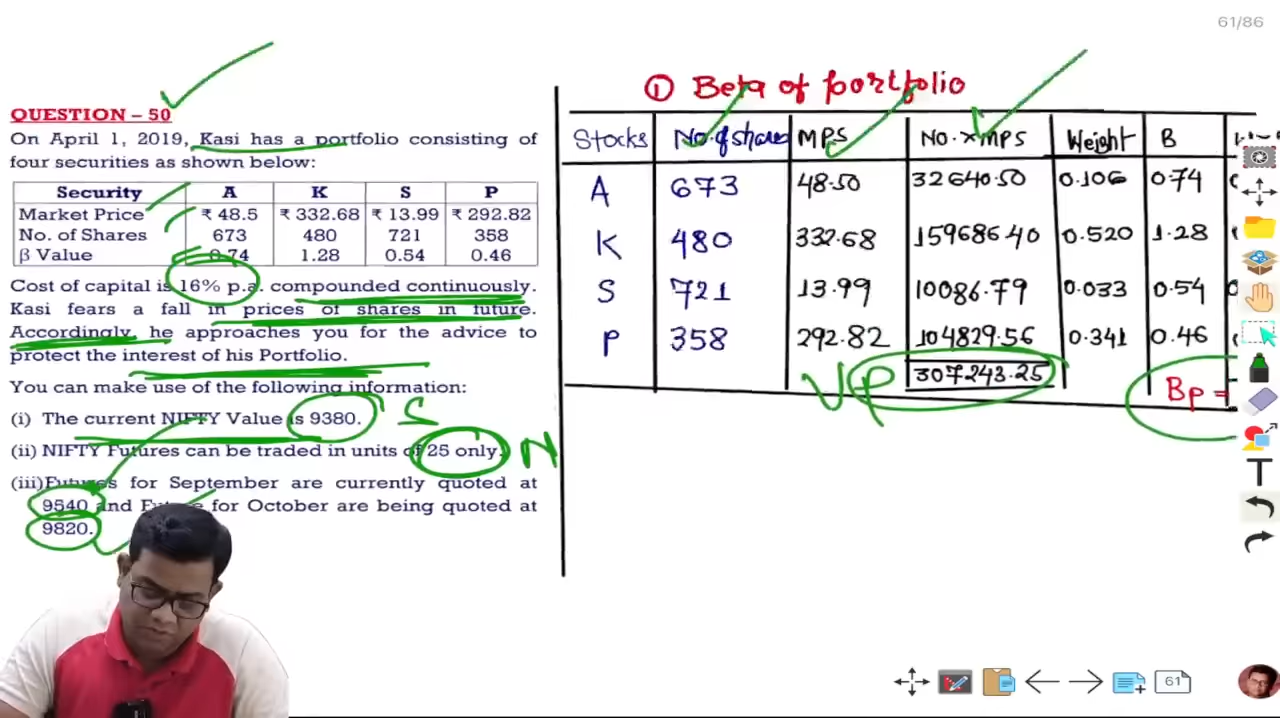 61/86
QUESTION – 50
On April 1, 2019, Kasi has a portfolio consisting of
four securities as shown below:
Security A K S P
Market Price ₹ 48.5 ₹ 332.68 ₹ 13.99 ₹ 292.82
No. of Shares 673 480 721 358
β Value 0.74 1.28 0.54 0.46
Cost of capital is 16% p.a. compounded continuously.
Kasi fears a fall in prices of shares in future.
Accordingly, he approaches you for the advice to
protect the interest of his Portfolio.
You can make use of the following information:
(i) The current NIFTY Value is 9380. S
(ii) NIFTY Futures can be traded in units of 25 only. N
(iii) Futures for September are currently quoted at
9540 and Future for October are being quoted at
9820.
① Beta of portfolio
Stocks No. of shares MPS No. × MPS Weight B
A 673 48.50 32640.50 0.106 0.74
K 480 332.68 159686.40 0.520 1.28
S 721 13.99 10086.79 0.033 0.54
P 358 292.82 104829.56 0.341 0.46
VP 307243.25
Bp =
T
61